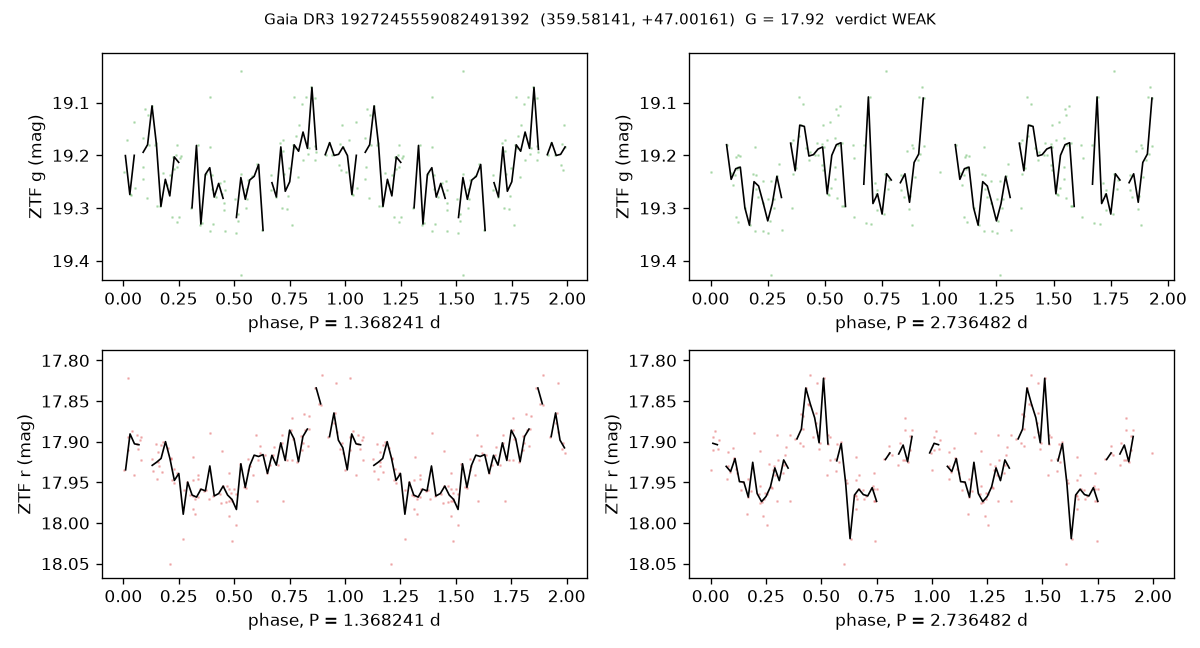 Gaia DR3 1927245559082491392 (359.58141, +47.00161) G = 17.92 verdict WEAK
ZTF g (mag)
19.1
19.2
19.3
19.4
0.00 0.25 0.50 0.75 1.00 1.25 1.50 1.75 2.00
phase, P = 1.368241 d
ZTF g (mag)
19.1
19.2
19.3
19.4
0.00 0.25 0.50 0.75 1.00 1.25 1.50 1.75 2.00
phase, P = 2.736482 d
ZTF r (mag)
17.80
17.85
17.90
17.95
18.00
18.05
0.00 0.25 0.50 0.75 1.00 1.25 1.50 1.75 2.00
phase, P = 1.368241 d
ZTF r (mag)
17.80
17.85
17.90
17.95
18.00
18.05
0.00 0.25 0.50 0.75 1.00 1.25 1.50 1.75 2.00
phase, P = 2.736482 d